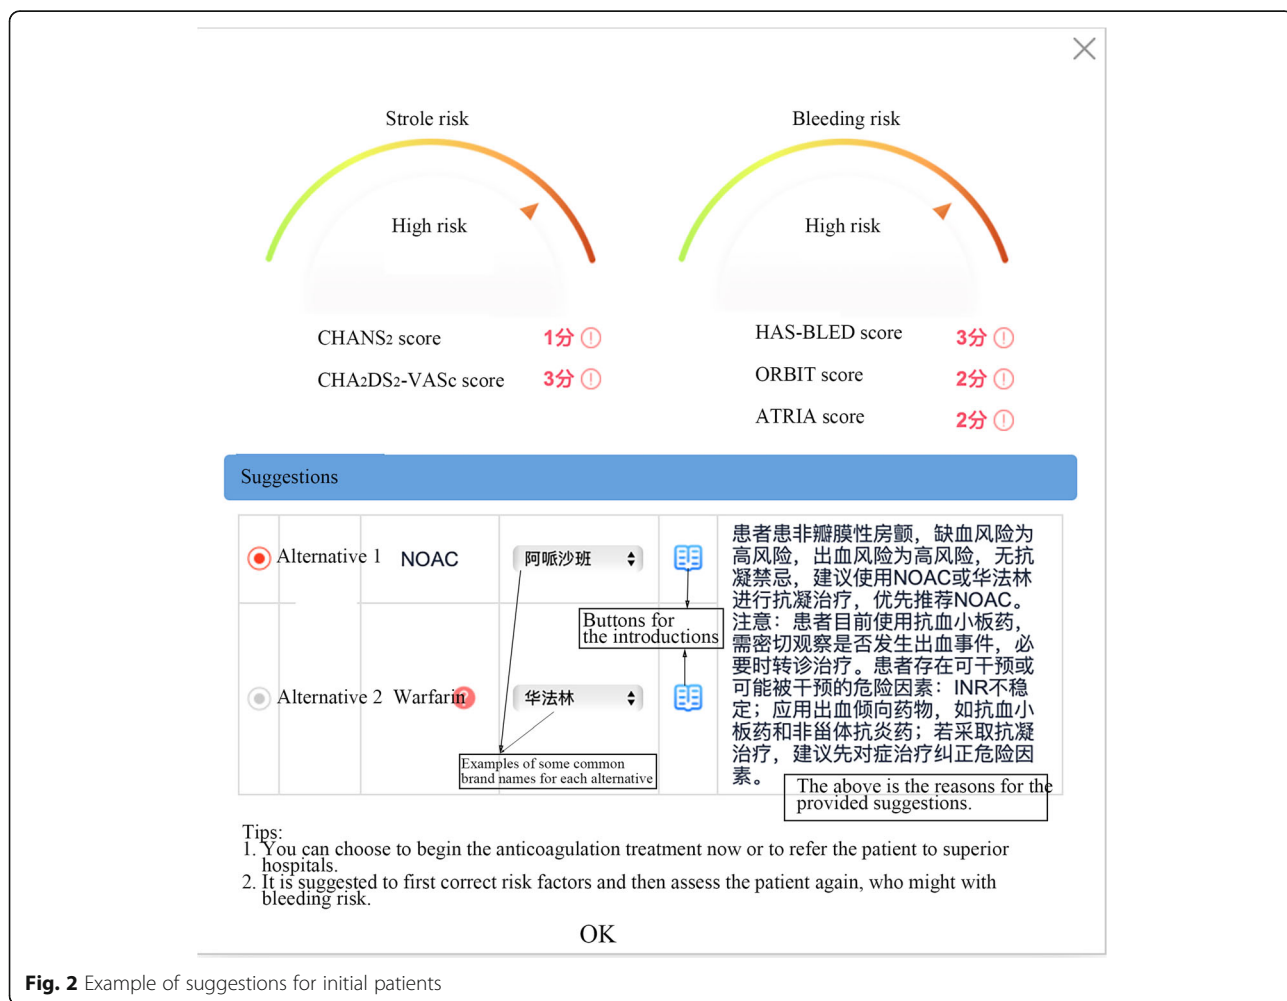 Strole risk
Bleeding risk
High risk
High risk
CHANS₂ score 1分
CHA₂DS₂-VASc score 3分
HAS-BLED score 3分
ORBIT score 2分
ATRIA score 2分
Suggestions
Alternative 1 NOAC 阿哌沙班
Buttons for
the introductions
Alternative 2 Warfarin 华法林
Examples of some common
brand names for each alternative
患者患非瓣膜性房颤，缺血风险为
高风险，出血风险为高风险，无抗
凝禁忌，建议使用NOAC或华法林
进行抗凝治疗，优先推荐NOAC。
注意：患者目前使用抗血小板药，
需密切观察是否发生出血事件，必
要时转诊治疗。患者存在可干预或
可能被干预的危险因素：INR不稳
定；应用出血倾向药物，如抗血小
板药和非甾体抗炎药；若采取抗凝
治疗，建议先对症治疗纠正危险因
素。
The above is the reasons for the
provided suggestions.
Tips:
1. You can choose to begin the anticoagulation treatment now or to refer the patient to superior
hospitals.
2. It is suggested to first correct risk factors and then assess the patient again, who might with
bleeding risk.
OK
Fig. 2 Example of suggestions for initial patients